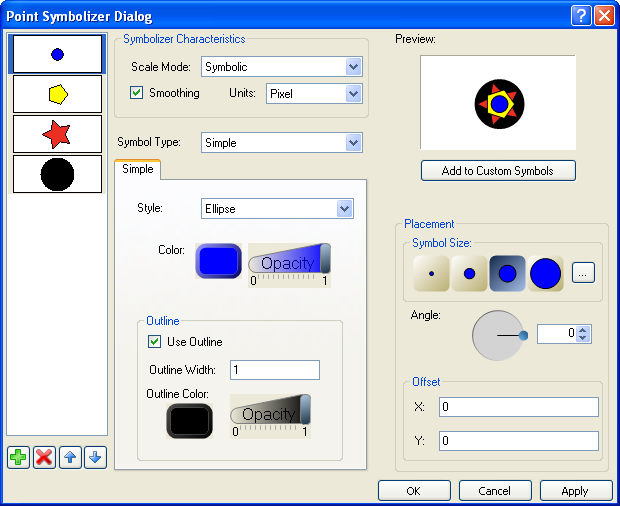 Point Symbolizer Dialog
Symbolizer Characteristics
Scale Mode: Symbolic
Smoothing Units: Pixel
Symbol Type: Simple
Simple
Style: Ellipse
Color: Opacity
0 1
Outline
Use Outline
Outline Width: 1
Outline Color: Opacity
0 1
Preview:
Add to Custom Symbols
Placement
Symbol Size:
...
Angle: 0
Offset
X: 0
Y: 0
OK Cancel Apply